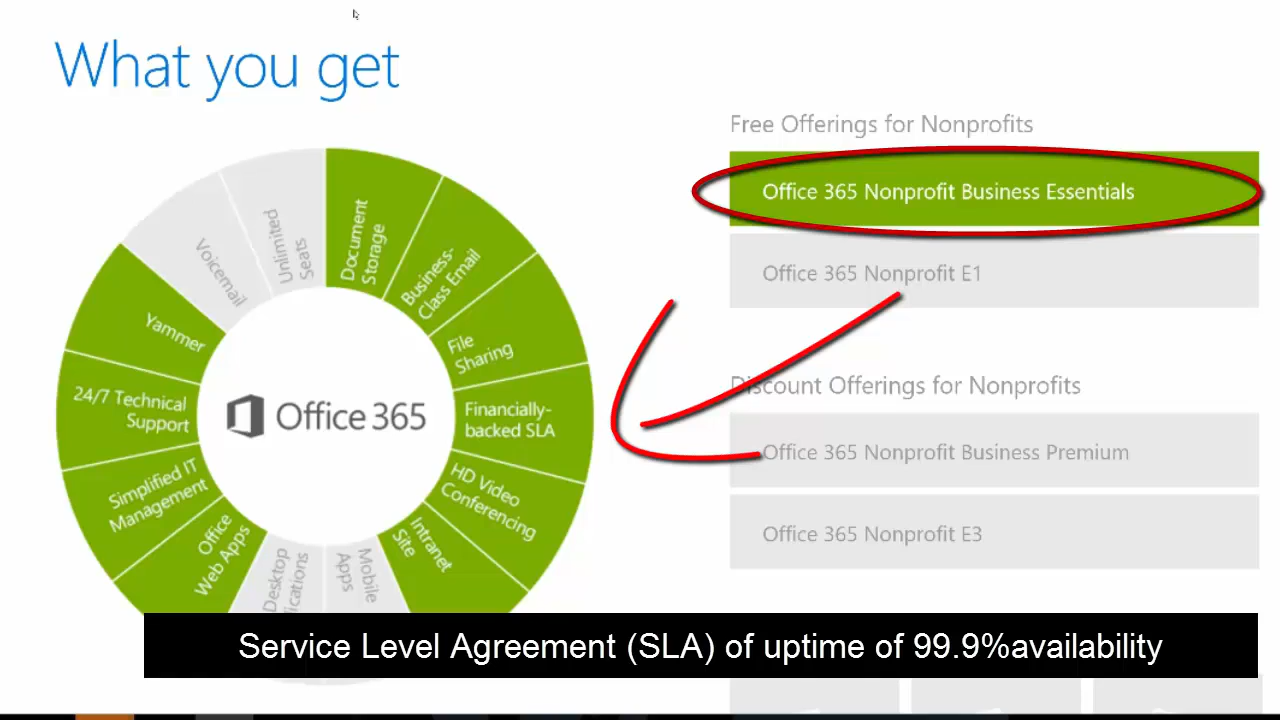 What you get
Free Offerings for Nonprofits
Office 365 Nonprofit Business Essentials
Office 365 Nonprofit E1
Discount Offerings for Nonprofits
Office 365 Nonprofit Business Premium
Office 365 Nonprofit E3
Document
Storage
Business-
Class Email
File
Sharing
Financially-
backed SLA
HD Video
Conferencing
Intranet
Site
Mobile
Apps
Desktop
Office
Web Apps
Simplified IT
Management
24/7 Technical
Support
Yammer
Voicemail
Unlimited
Seats
Office 365
Service Level Agreement (SLA) of uptime of 99.9%availability